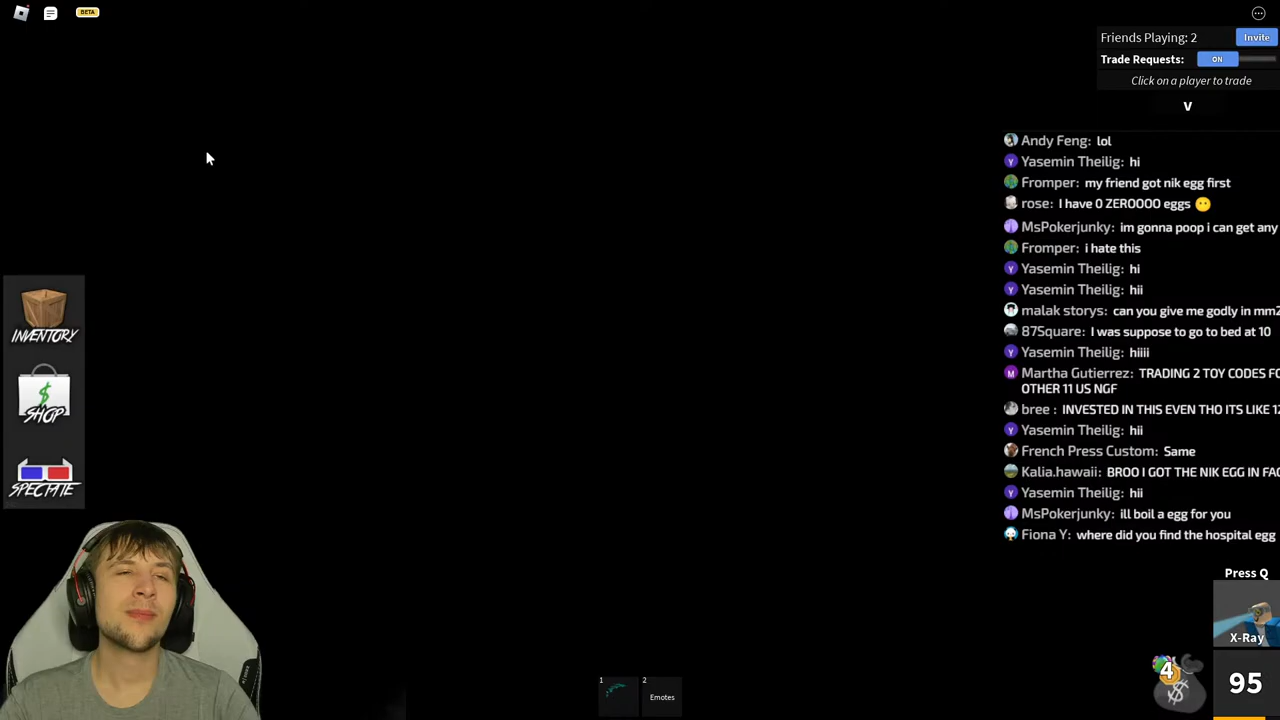 BETA
Friends Playing: 2
Invite
Trade Requests:
ON
Click on a player to trade
v
Andy Feng: lol
Yasemin Theilig: hi
Fromper: my friend got nik egg first
rose: I have 0 ZEROOOO eggs
MsPokerjunky: im gonna poop i can get any
Fromper: i hate this
Yasemin Theilig: hi
Yasemin Theilig: hii
malak storys: can you give me godly in mm2
87Square: I was suppose to go to bed at 10
Yasemin Theilig: hiiii
Martha Gutierrez: TRADING 2 TOY CODES FO
OTHER 11 US NGF
bree : INVESTED IN THIS EVEN THO ITS LIKE 12
Yasemin Theilig: hii
French Press Custom: Same
Kalia.hawaii: BROO I GOT THE NIK EGG IN FAC
Yasemin Theilig: hii
MsPokerjunky: ill boil a egg for you
Fiona Y: where did you find the hospital egg
INVENTORY
SHOP
SPECTATE
Press Q
X-Ray
4
95
1
2
Emotes